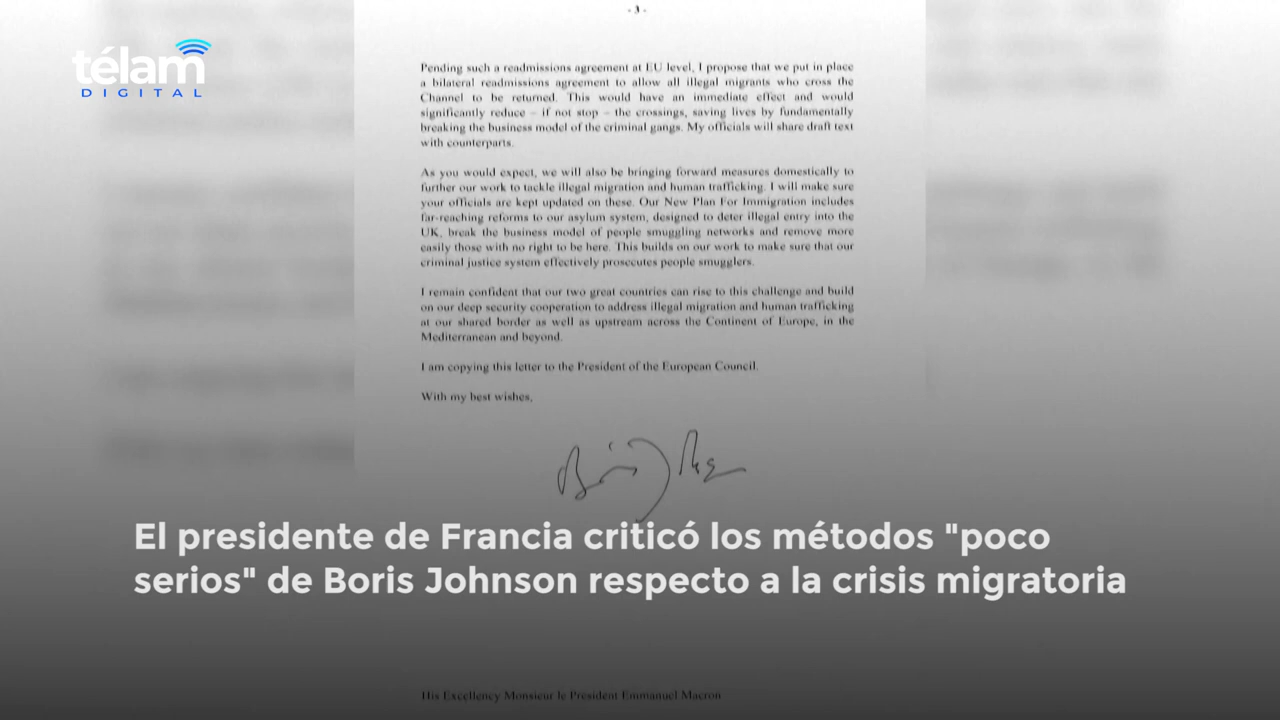 - 3 -
télam
DIGITAL
Pending such a readmissions agreement at EU level, I propose that we put in place
a bilateral readmissions agreement to allow all illegal migrants who cross the
Channel to be returned. This would have an immediate effect and would
significantly reduce – if not stop – the crossings, saving lives by fundamentally
breaking the business model of the criminal gangs. My officials will share draft text
with counterparts.
As you would expect, we will also be bringing forward measures domestically to
further our work to tackle illegal migration and human trafficking. I will make sure
your officials are kept updated on these. Our New Plan For Immigration includes
far-reaching reforms to our asylum system, designed to deter illegal entry into the
UK, break the business model of people smuggling networks and remove more
easily those with no right to be here. This builds on our work to make sure that our
criminal justice system effectively prosecutes people smugglers.
I remain confident that our two great countries can rise to this challenge and build
on our deep security cooperation to address illegal migration and human trafficking
at our shared border as well as upstream across the Continent of Europe, in the
Mediterranean and beyond.
I am copying this letter to the President of the European Council.
With my best wishes,
El presidente de Francia criticó los métodos "poco
serios" de Boris Johnson respecto a la crisis migratoria
His Excellency Monsieur le President Emmanuel Macron